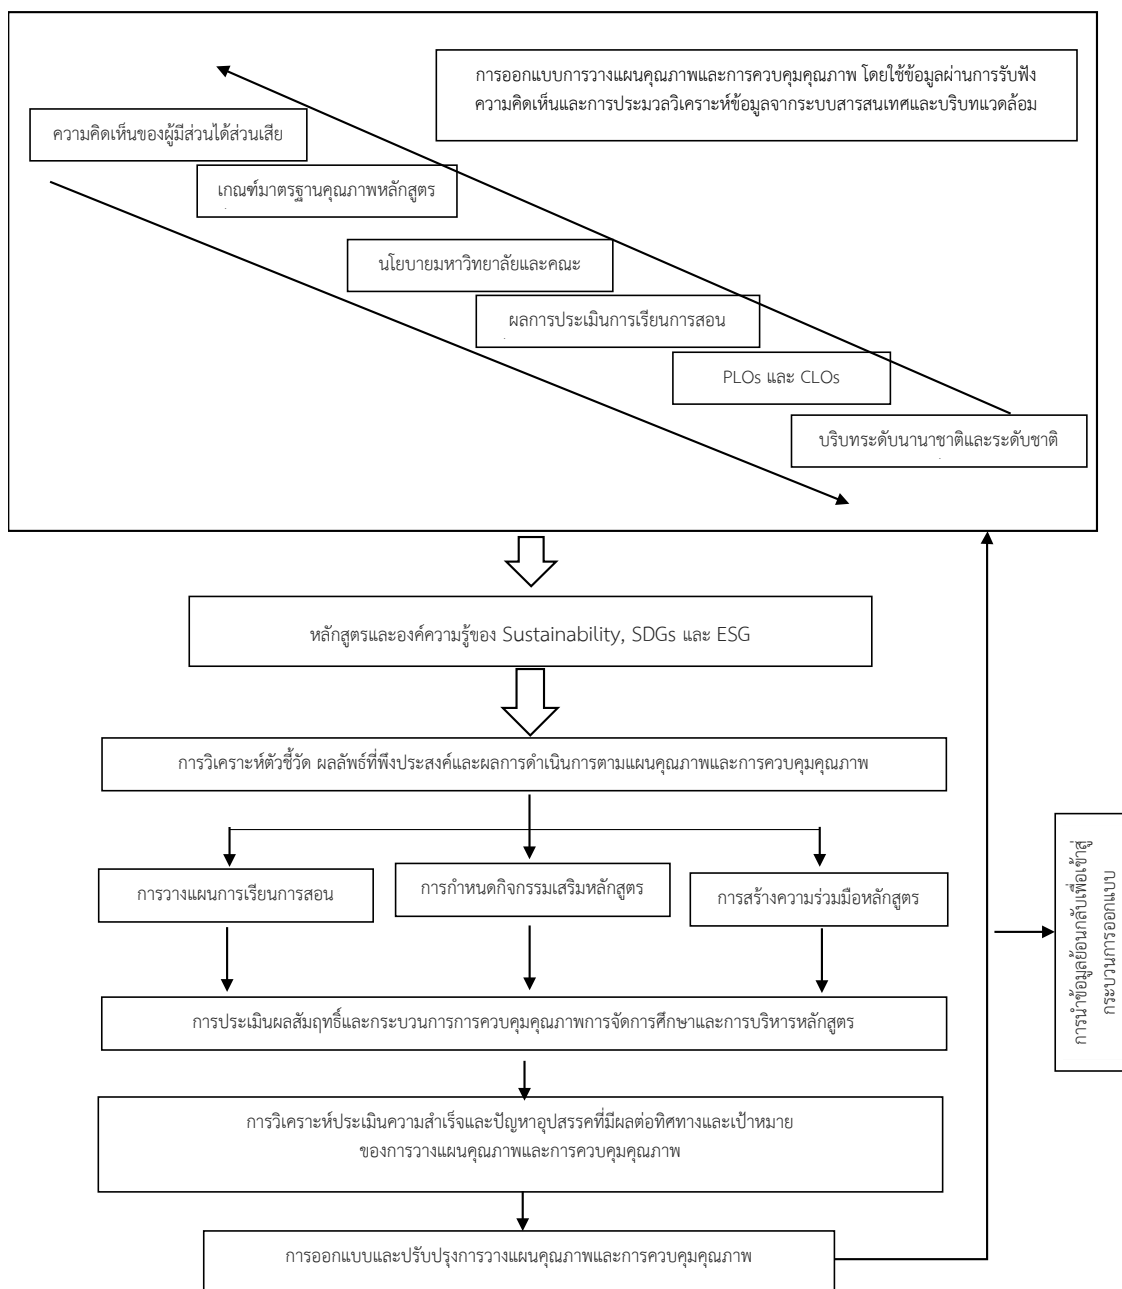 การออกแบบการวางแผนคุณภาพและการควบคุมคุณภาพ โดยใช้ข้อมูลผ่านการรับฟัง
ความคิดเห็นและการประมวลวิเคราะห์ข้อมูลจากระบบสารสนเทศและบริบทแวดล้อม
ความคิดเห็นของผู้มีส่วนได้ส่วนเสีย
เกณฑ์มาตรฐานคุณภาพหลักสูตร
นโยบายมหาวิทยาลัยและคณะ
ผลการประเมินการเรียนการสอน
PLOs และ CLOs
บริบทระดับนานาชาติและระดับชาติ
หลักสูตรและองค์ความรู้ของ Sustainability, SDGs และ ESG
การวิเคราะห์ตัวชี้วัด ผลลัพธ์ที่พึงประสงค์และผลการดำเนินการตามแผนคุณภาพและการควบคุมคุณภาพ
การวางแผนการเรียนการสอน
การกำหนดกิจกรรมเสริมหลักสูตร
การสร้างความร่วมมือหลักสูตร
การนำข้อมูลย้อนกลับเพื่อเข้าสู่
กระบวนการออกแบบ
การประเมินผลสัมฤทธิ์และกระบวนการการควบคุมคุณภาพการจัดการศึกษาและการบริหารหลักสูตร
การวิเคราะห์ประเมินความสำเร็จและปัญหาอุปสรรคที่มีผลต่อทิศทางและเป้าหมาย
ของการวางแผนคุณภาพและการควบคุมคุณภาพ
การออกแบบและปรับปรุงการวางแผนคุณภาพและการควบคุมคุณภาพ